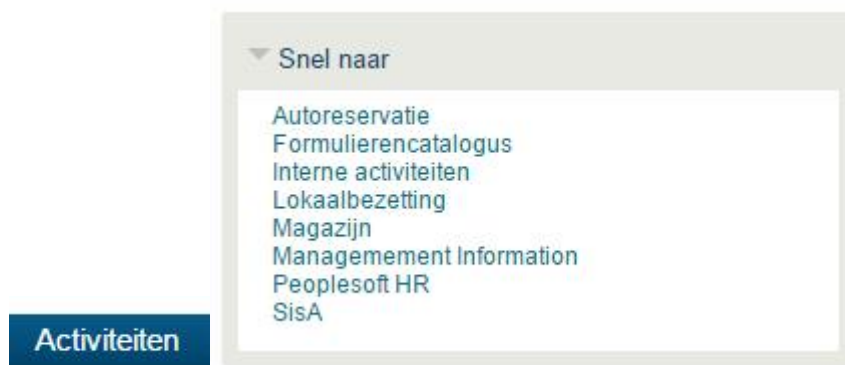 Snel naar
Autoreservatie
Formulierencatalogus
Interne activiteiten
Lokaalbezetting
Magazijn
Managemement Information
Peoplesoft HR
SisA
Activiteiten